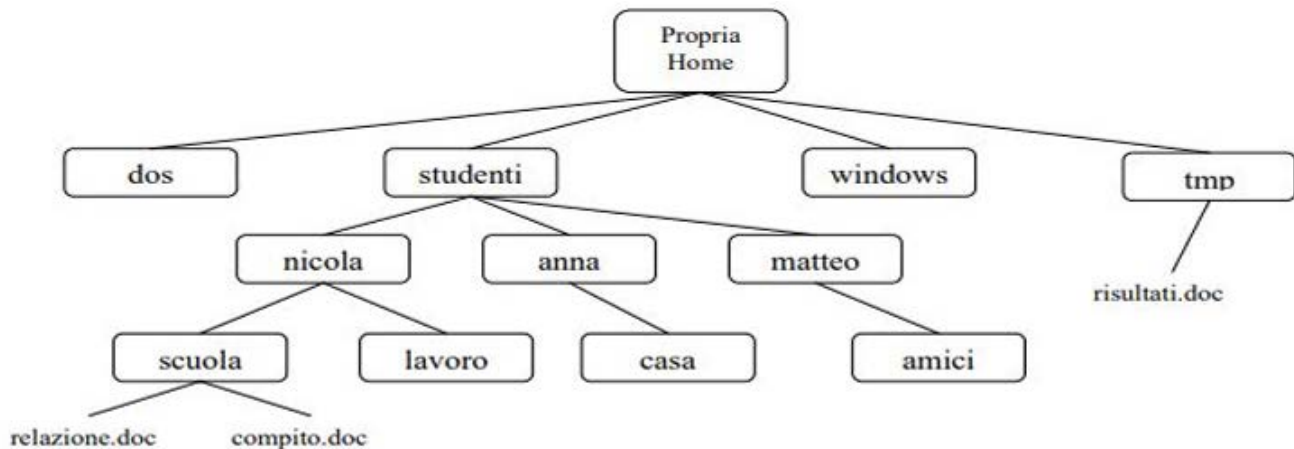 Propria
Home
dos
studenti
windows
tmp
nicola
anna
matteo
risultati.doc
scuola
lavoro
casa
amici
relazione.doc
compito.doc